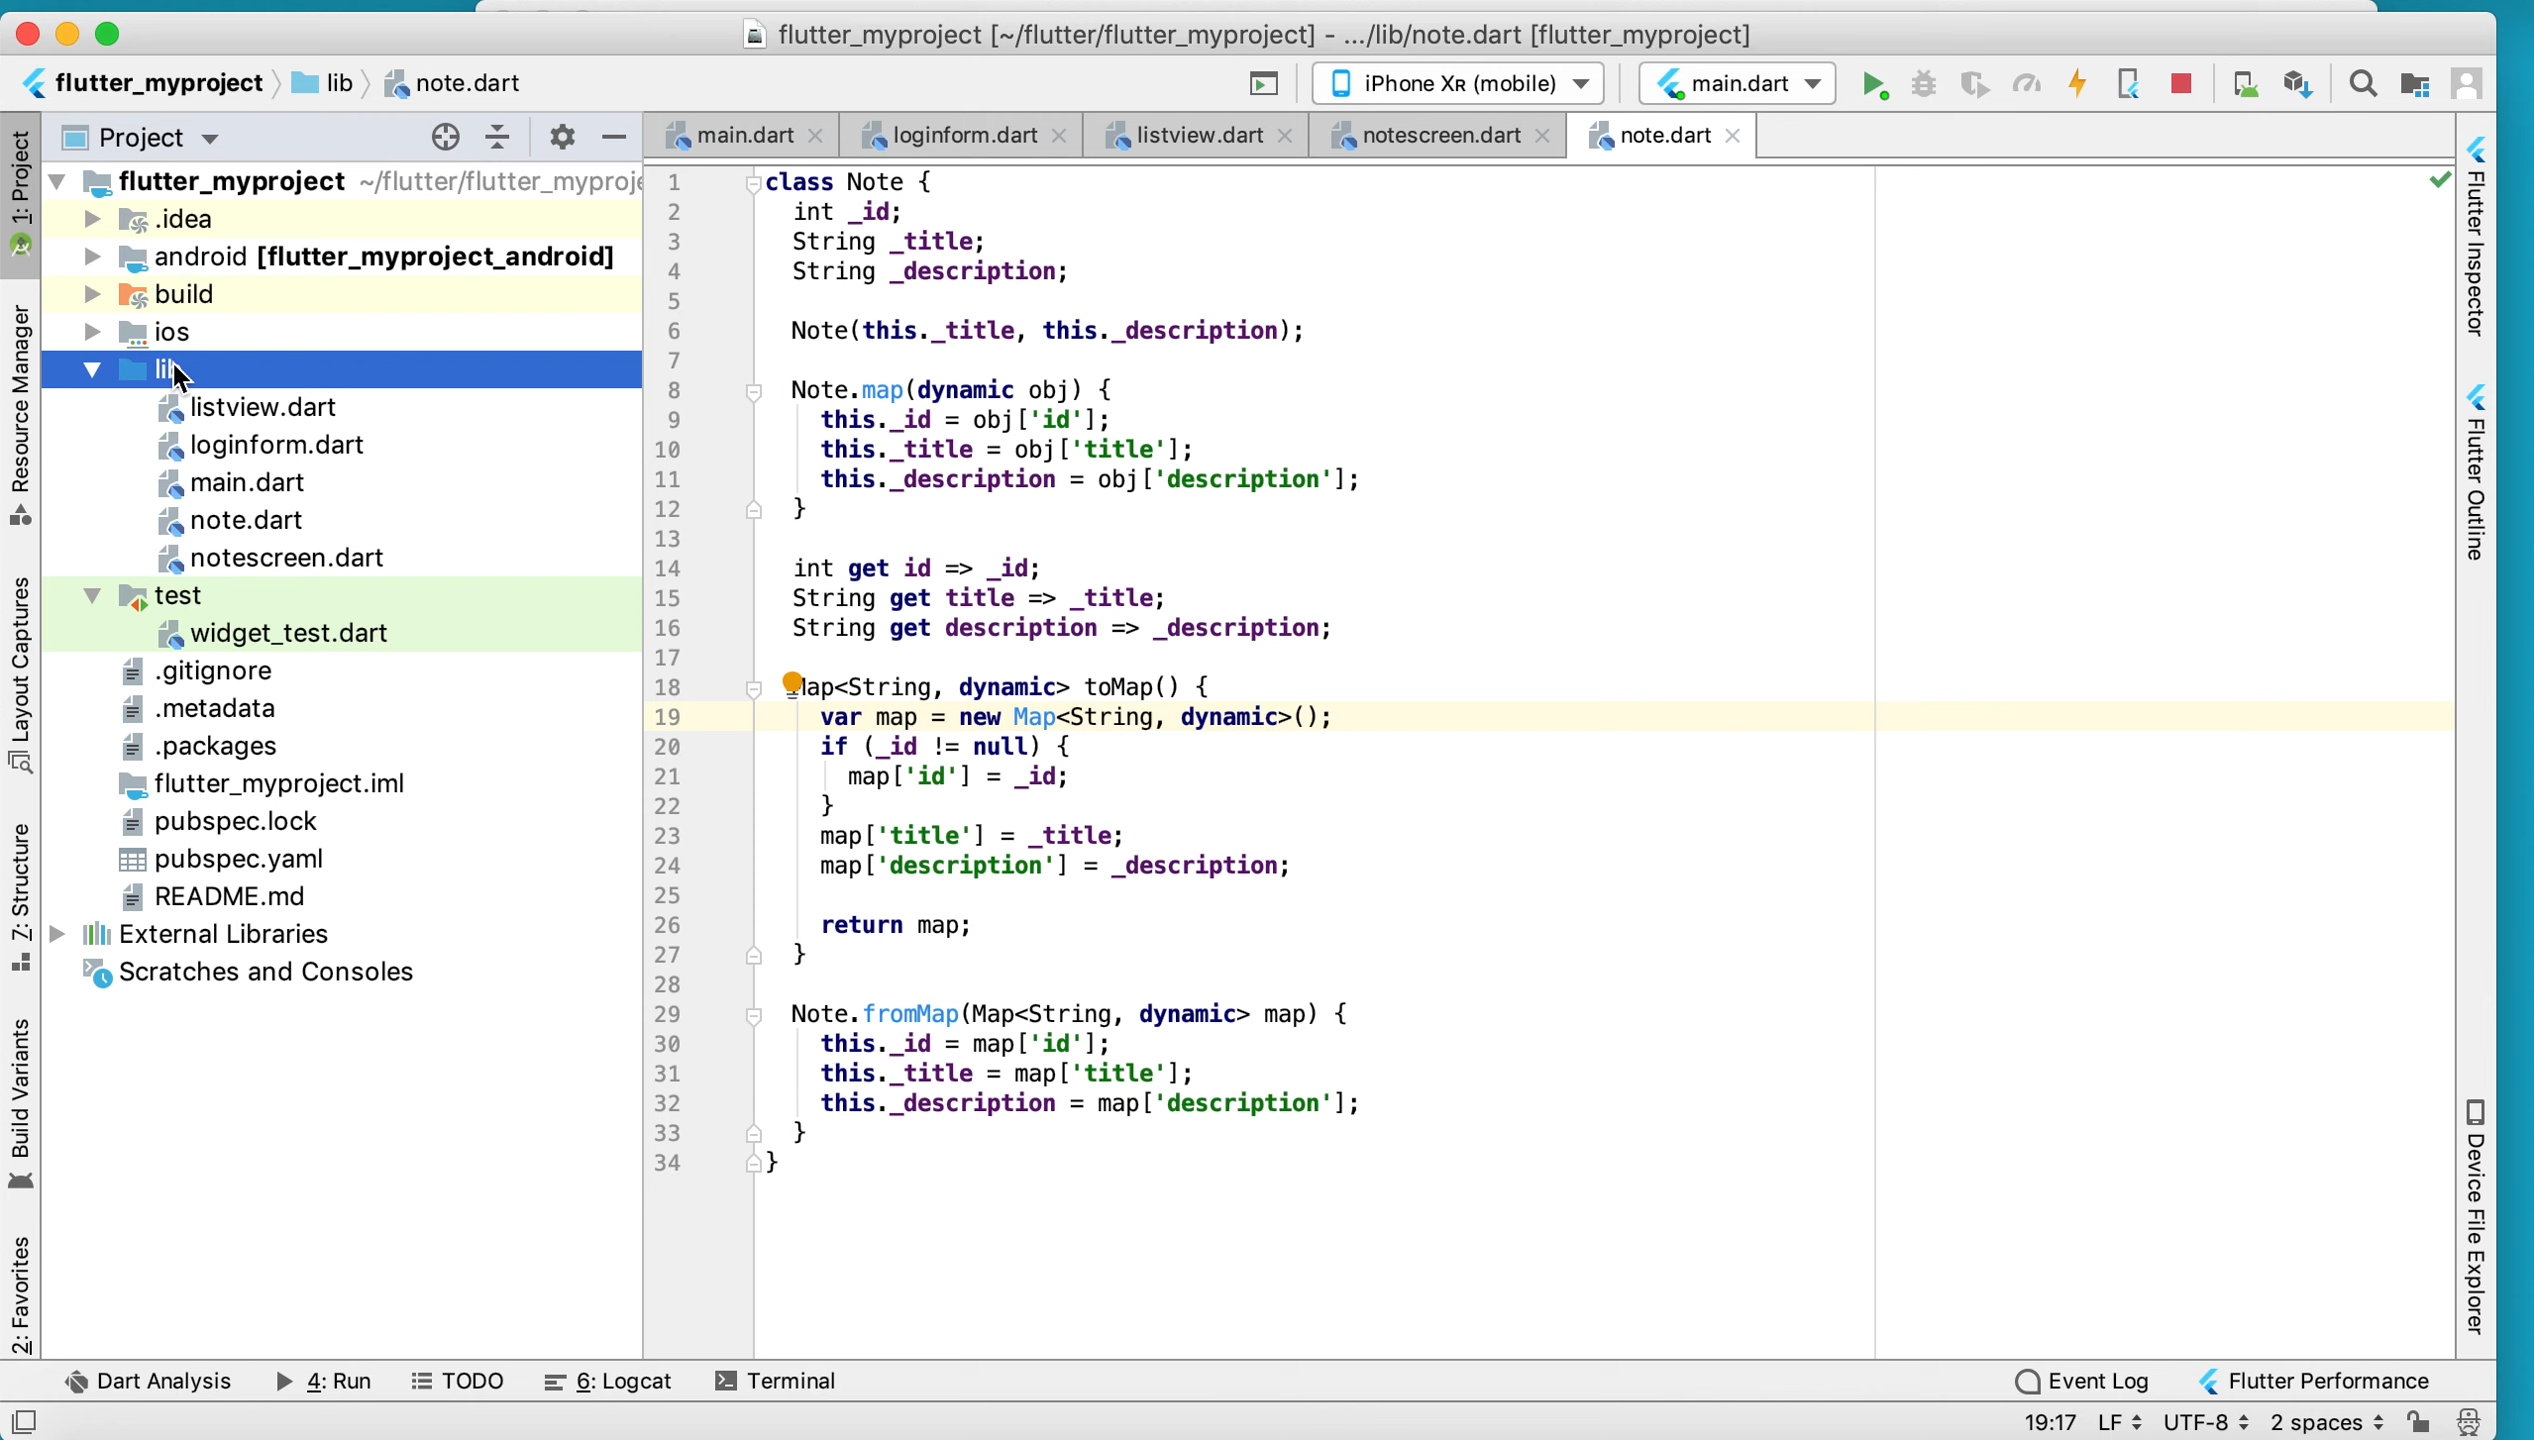 flutter_myproject [~/flutter/flutter_myproject] - .../lib/note.dart [flutter_myproject]
flutter_myproject lib note.dart
iPhone XR (mobile) main.dart
Project
main.dart loginform.dart listview.dart notescreen.dart note.dart
1: Project
Resource Manager
Layout Captures
Z: Structure
Build Variants
2: Favorites
flutter_myproject ~/flutter/flutter_myproje
.idea
android [flutter_myproject_android]
build
ios
listview.dart
loginform.dart
main.dart
note.dart
notescreen.dart
test
widget_test.dart
.gitignore
.metadata
.packages
flutter_myproject.iml
pubspec.lock
pubspec.yaml
README.md
External Libraries
Scratches and Consoles
1 class Note {
2 int _id;
3 String _title;
4 String _description;
5
6 Note(this._title, this._description);
7
8 Note.map(dynamic obj) {
9 this._id = obj['id'];
10 this._title = obj['title'];
11 this._description = obj['description'];
12 }
13
14 int get id => _id;
15 String get title => _title;
16 String get description => _description;
17
18 Map<String, dynamic> toMap() {
19 var map = new Map<String, dynamic>();
20 if (_id != null) {
21 map['id'] = _id;
22 }
23 map['title'] = _title;
24 map['description'] = _description;
25
26 return map;
27 }
28
29 Note.fromMap(Map<String, dynamic> map) {
30 this._id = map['id'];
31 this._title = map['title'];
32 this._description = map['description'];
33 }
34 }
Flutter Inspector
Flutter Outline
Device File Explorer
Dart Analysis 4: Run TODO 6: Logcat Terminal Event Log Flutter Performance
19:17 LF UTF-8 2 spaces